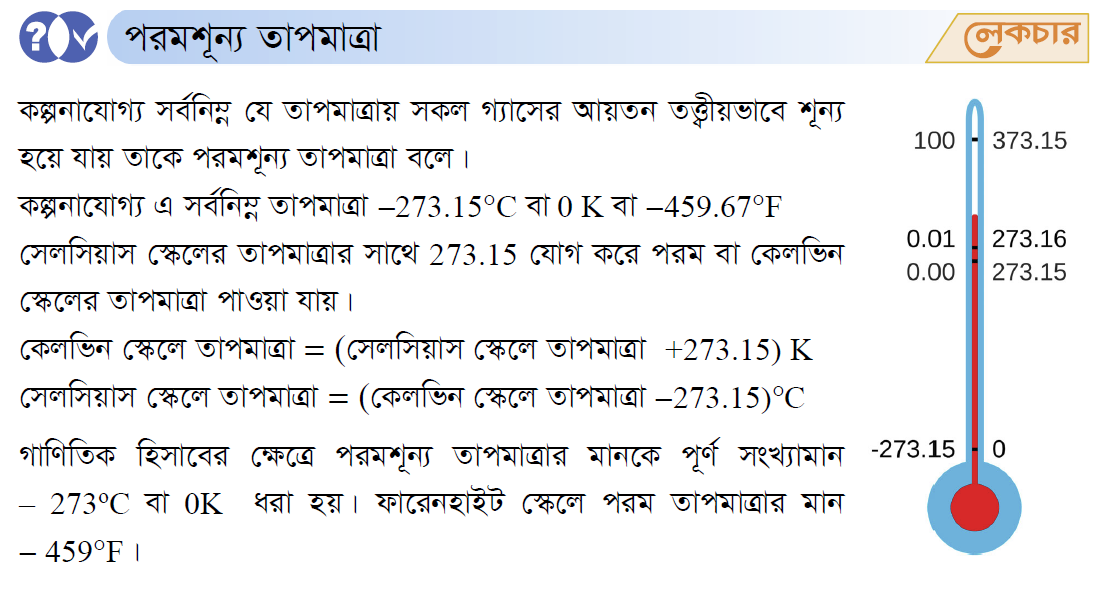 ?
পরমশূন্য তাপমাত্রা
লেকচার
কল্পনাযোগ্য সর্বনিম্ন যে তাপমাত্রায় সকল গ্যাসের আয়তন তত্ত্বীয়ভাবে শূন্য
হয়ে যায় তাকে পরমশূন্য তাপমাত্রা বলে।
কল্পনাযোগ্য এ সর্বনিম্ন তাপমাত্রা –273.15°C বা 0 K বা –459.67°F
সেলসিয়াস স্কেলের তাপমাত্রার সাথে 273.15 যোগ করে পরম বা কেলভিন
স্কেলের তাপমাত্রা পাওয়া যায়।
কেলভিন স্কেলে তাপমাত্রা = (সেলসিয়াস স্কেলে তাপমাত্রা +273.15) K
সেলসিয়াস স্কেলে তাপমাত্রা = (কেলভিন স্কেলে তাপমাত্রা –273.15)°C
গাণিতিক হিসাবের ক্ষেত্রে পরমশূন্য তাপমাত্রার মানকে পূর্ণ সংখ্যামান
– 273°C বা 0K ধরা হয়। ফারেনহাইট স্কেলে পরম তাপমাত্রার মান
– 459°F।
100 373.15
0.01 273.16
0.00 273.15
-273.15 0